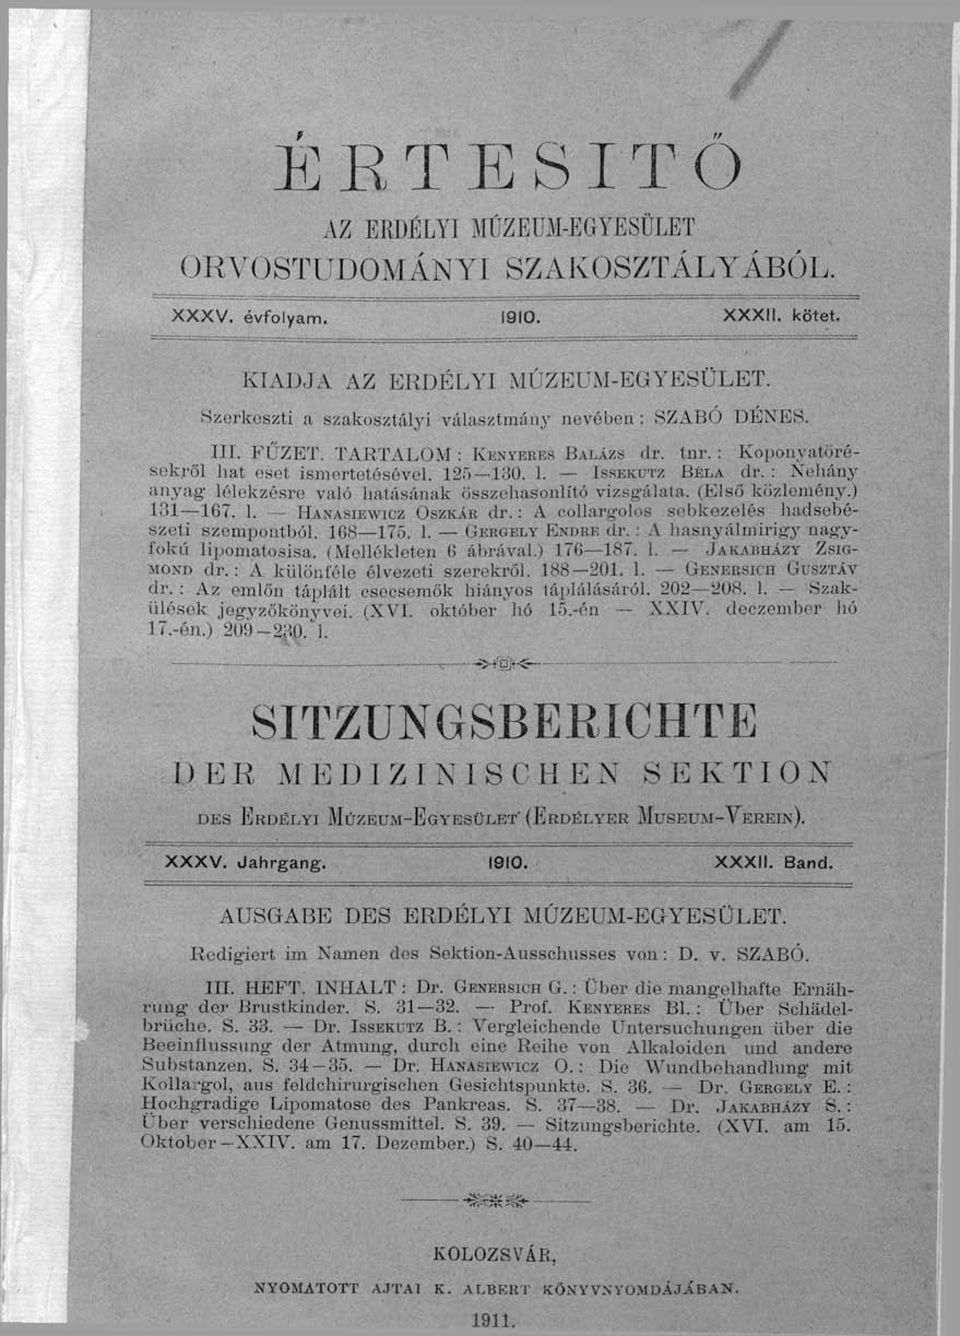 ÉRTESITŐ
AZ ERDÉLYI MÚZEUM-EGYESÜLET
ORVOSTUDOMÁNYI SZAKOSZTÁLYÁBÓL.
XXXV. évfolyam. 1910. XXXII. kötet.
KIADJA AZ ERDÉLYI MÚZEUM-EGYESÜLET.
Szerkeszti a szakosztályi választmány nevében: SZABÓ DÉNES.
III. FŰZET. TARTALOM: KENYERES BALÁZS dr. tnr.: Koponyatöré-
sekről hat eset ismertetésével. 125—130. l. — ISSEKUTZ BÉLA dr.: Nehány
anyag lélekzésre való hatásának összehasonlító vizsgálata. (Első közlemény.)
131—167. l. — HANASIEWICZ OSZKÁR dr.: A collargolos sebkezelés hadsebé-
szeti szempontból. 168—175. l. — GERGELY ENDRE dr.: A hasnyálmirigy nagy-
fokú lipomatosisa. (Mellékleten 6 ábrával.) 176—187. l. — JAKABHÁZY ZSIG-
MOND dr.: A különféle élvezeti szerekről. 188—201. l. — GENERSICH GUSZTÁV
dr.: Az emlőn táplált csecsemők hiányos táplálásáról. 202—208. l. — Szak-
ülések jegyzőkönyvei. (XVI. október hó 15.-én — XXIV. deczember hó
17.-én.) 209—230. l.
SITZUNGSBERICHTE
DER MEDIZINISCHEN SEKTION
DES ERDÉLYI MÚZEUM-EGYESÜLET (ERDÉLYER MUSEUM-VEREIN).
XXXV. Jahrgang. 1910. XXXII. Band.
AUSGABE DES ERDÉLYI MÚZEUM-EGYESÜLET.
Redigiert im Namen des Sektion-Ausschusses von: D. v. SZABÓ.
III. HEFT. INHALT: Dr. GENERSICH G.: Über die mangelhafte Ernäh-
rung der Brustkinder. S. 31—32. — Prof. KENYERES Bl.: Über Schädel-
brüche. S. 33. — Dr. ISSEKUTZ B.: Vergleichende Untersuchungen über die
Beeinflussung der Atmung, durch eine Reihe von Alkaloiden und andere
Substanzen. S. 34—35. — Dr. HANASIEWICZ O.: Die Wundbehandlung mit
Kollargol, aus feldchirurgischen Gesichtspunkte. S. 36. — Dr. GERGELY E.:
Hochgradige Lipomatose des Pankreas. S. 37—38. — Dr. JAKABHÁZY S.:
Über verschiedene Genussmittel. S. 39. — Sitzungsberichte. (XVI. am 15.
Oktober—XXIV. am 17. Dezember.) S. 40—44.
KOLOZSVÁR,
NYOMATOTT AJTAI K. ALBERT KÖNYVNYOMDÁJÁBAN.
1911.